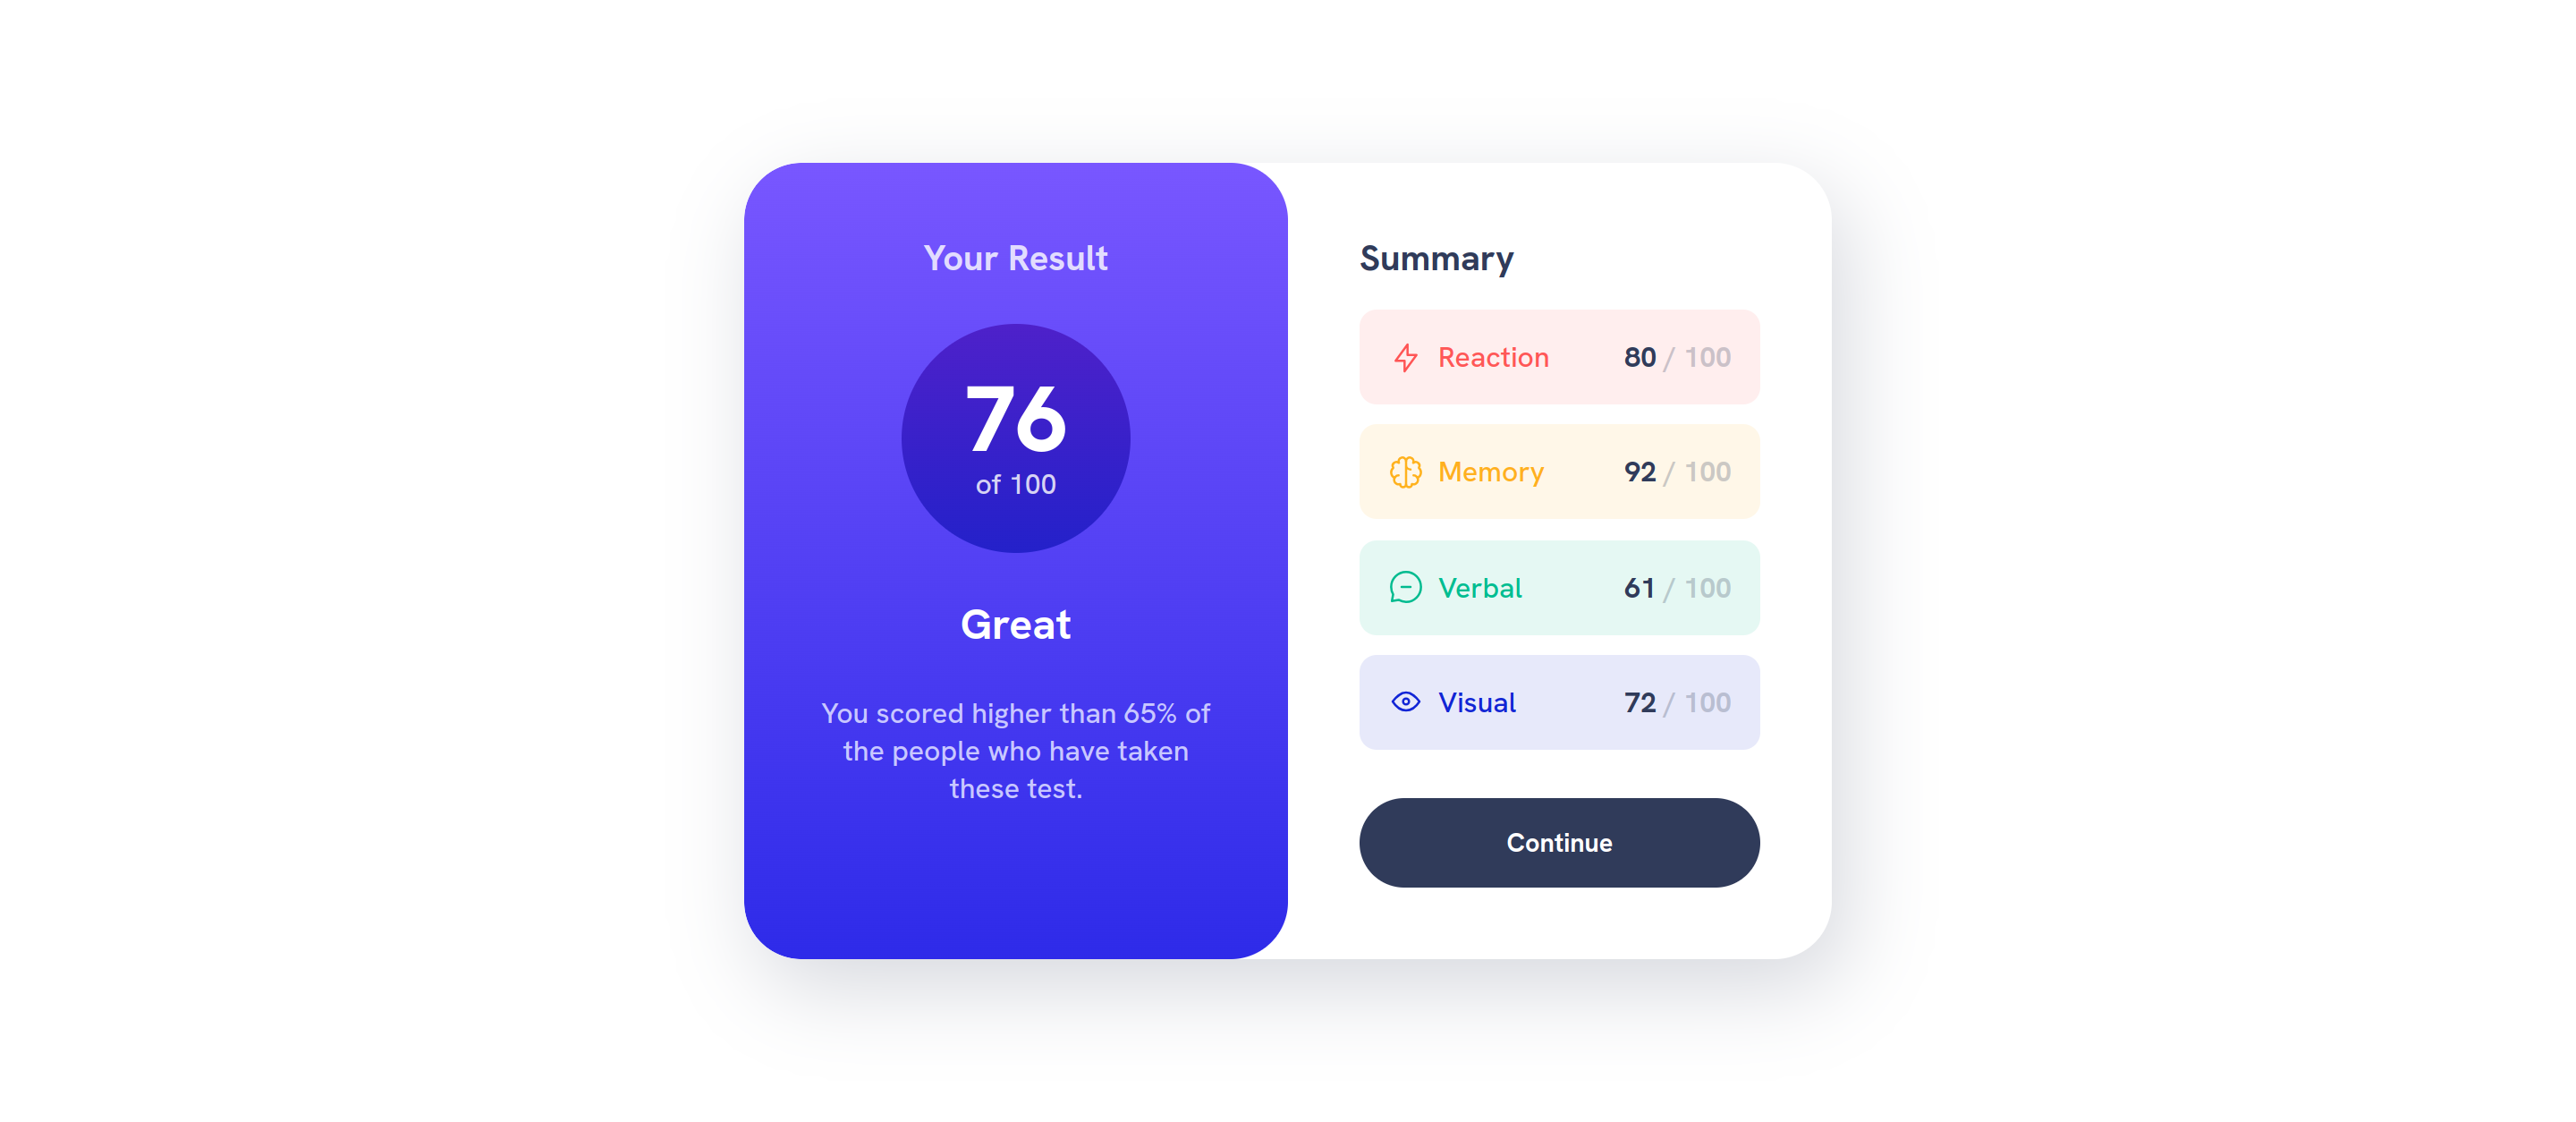 Your Result
76
of 100
Great
You scored higher than 65% of
the people who have taken
these test.
Summary
Reaction 80 / 100
Memory 92 / 100
Verbal 61 / 100
Visual 72 / 100
Continue